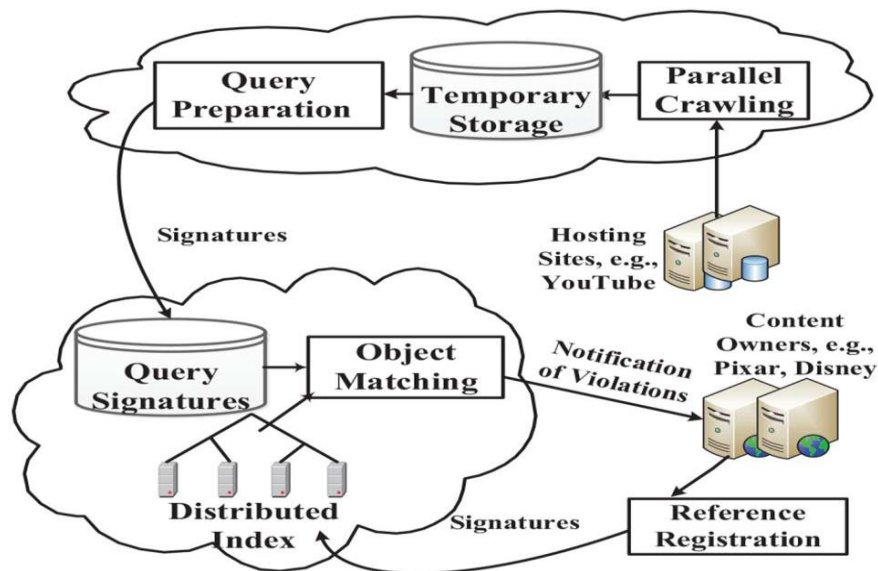 Query
Preparation
Temporary
Storage
Parallel
Crawling
Signatures
Hosting
Sites, e.g.,
YouTube
Query
Signatures
Object
Matching
Notification
of Violations
Content
Owners, e.g.,
Pixar, Disney
Distributed
Index
Signatures
Reference
Registration